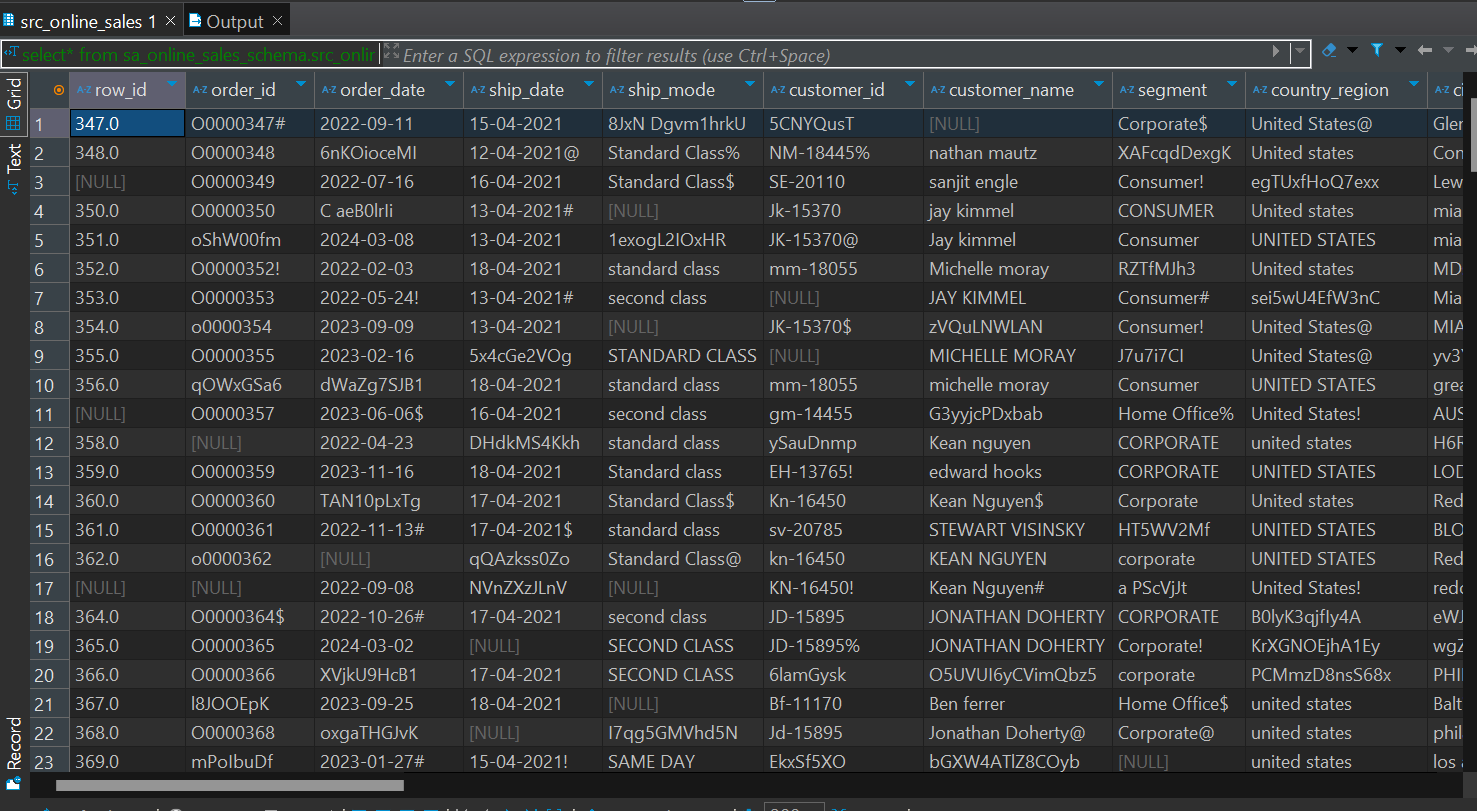 src_online_sales 1 Output
select* from sa_online_sales_schema.src_onlir Enter a SQL expression to filter results (use Ctrl+Space)
Grid
Text
Record
row_id order_id order_date ship_date ship_mode customer_id customer_name segment country_region ci
1 347.0 O0000347# 2022-09-11 15-04-2021 8JxN Dgvm1hrkU 5CNYQusT [NULL] Corporate$ United States@ Gler
2 348.0 O0000348 6nKOioceMI 12-04-2021@ Standard Class% NM-18445% nathan mautz XAFcqdDexgK United states Con
3 [NULL] O0000349 2022-07-16 16-04-2021 Standard Class$ SE-20110 sanjit engle Consumer! egTUxfHoQ7exx Lew
4 350.0 O0000350 C aeB0lrIi 13-04-2021# [NULL] Jk-15370 jay kimmel CONSUMER United states mia
5 351.0 oShW00fm 2024-03-08 13-04-2021 1exogL2IOxHR JK-15370@ Jay kimmel Consumer UNITED STATES mia
6 352.0 O0000352! 2022-02-03 18-04-2021 standard class mm-18055 Michelle moray RZTfMJh3 United states MD
7 353.0 O0000353 2022-05-24! 13-04-2021# second class [NULL] JAY KIMMEL Consumer# sei5wU4EfW3nC Mia
8 354.0 o0000354 2023-09-09 13-04-2021 [NULL] JK-15370$ zVQuLNWLAN Consumer! United States@ MIA
9 355.0 O0000355 2023-02-16 5x4cGe2VOg STANDARD CLASS [NULL] MICHELLE MORAY J7u7i7CI United States@ yv3
10 356.0 qOWxGSa6 dWaZg7SJB1 18-04-2021 standard class mm-18055 michelle moray Consumer UNITED STATES grea
11 [NULL] O0000357 2023-06-06$ 16-04-2021 second class gm-14455 G3yyjcPDxbab Home Office% United States! AUS
12 358.0 [NULL] 2022-04-23 DHdkMS4Kkh standard class ySauDnmp Kean nguyen CORPORATE united states H6R
13 359.0 O0000359 2023-11-16 18-04-2021 Standard class EH-13765! edward hooks CORPORATE UNITED STATES LOD
14 360.0 O0000360 TAN10pLxTg 17-04-2021 Standard Class$ Kn-16450 Kean Nguyen$ Corporate United States Red
15 361.0 O0000361 2022-11-13# 17-04-2021$ standard class sv-20785 STEWART VISINSKY HT5WV2Mf UNITED STATES BLO
16 362.0 o0000362 [NULL] qQAzkss0Zo Standard Class@ kn-16450 KEAN NGUYEN corporate UNITED STATES Red
17 [NULL] [NULL] 2022-09-08 NVnZXzJLnV [NULL] KN-16450! Kean Nguyen# a PScVjJt United States! redo
18 364.0 O0000364$ 2022-10-26# 17-04-2021 second class JD-15895 JONATHAN DOHERTY CORPORATE B0lyK3qjfIy4A eWJ
19 365.0 O0000365 2024-03-02 [NULL] SECOND CLASS JD-15895% JONATHAN DOHERTY Corporate! KrXGNOEjhA1Ey wgZ
20 366.0 O0000366 XVjkU9HcB1 17-04-2021 SECOND CLASS 6lamGysk O5UVUI6yCVimQbz5 corporate PCMmzD8nsS68x PHI
21 367.0 l8JOOEpK 2023-09-25 18-04-2021 [NULL] Bf-11170 Ben ferrer Home Office$ united states Balt
22 368.0 O0000368 oxgaTHGJvK [NULL] I7qg5GMVhd5N Jd-15895 Jonathan Doherty@ Corporate@ united states phil
23 369.0 mPoIbuDf 2023-01-27# 15-04-2021! SAME DAY EkxSf5XO bGXW4ATlZ8COyb [NULL] united states los